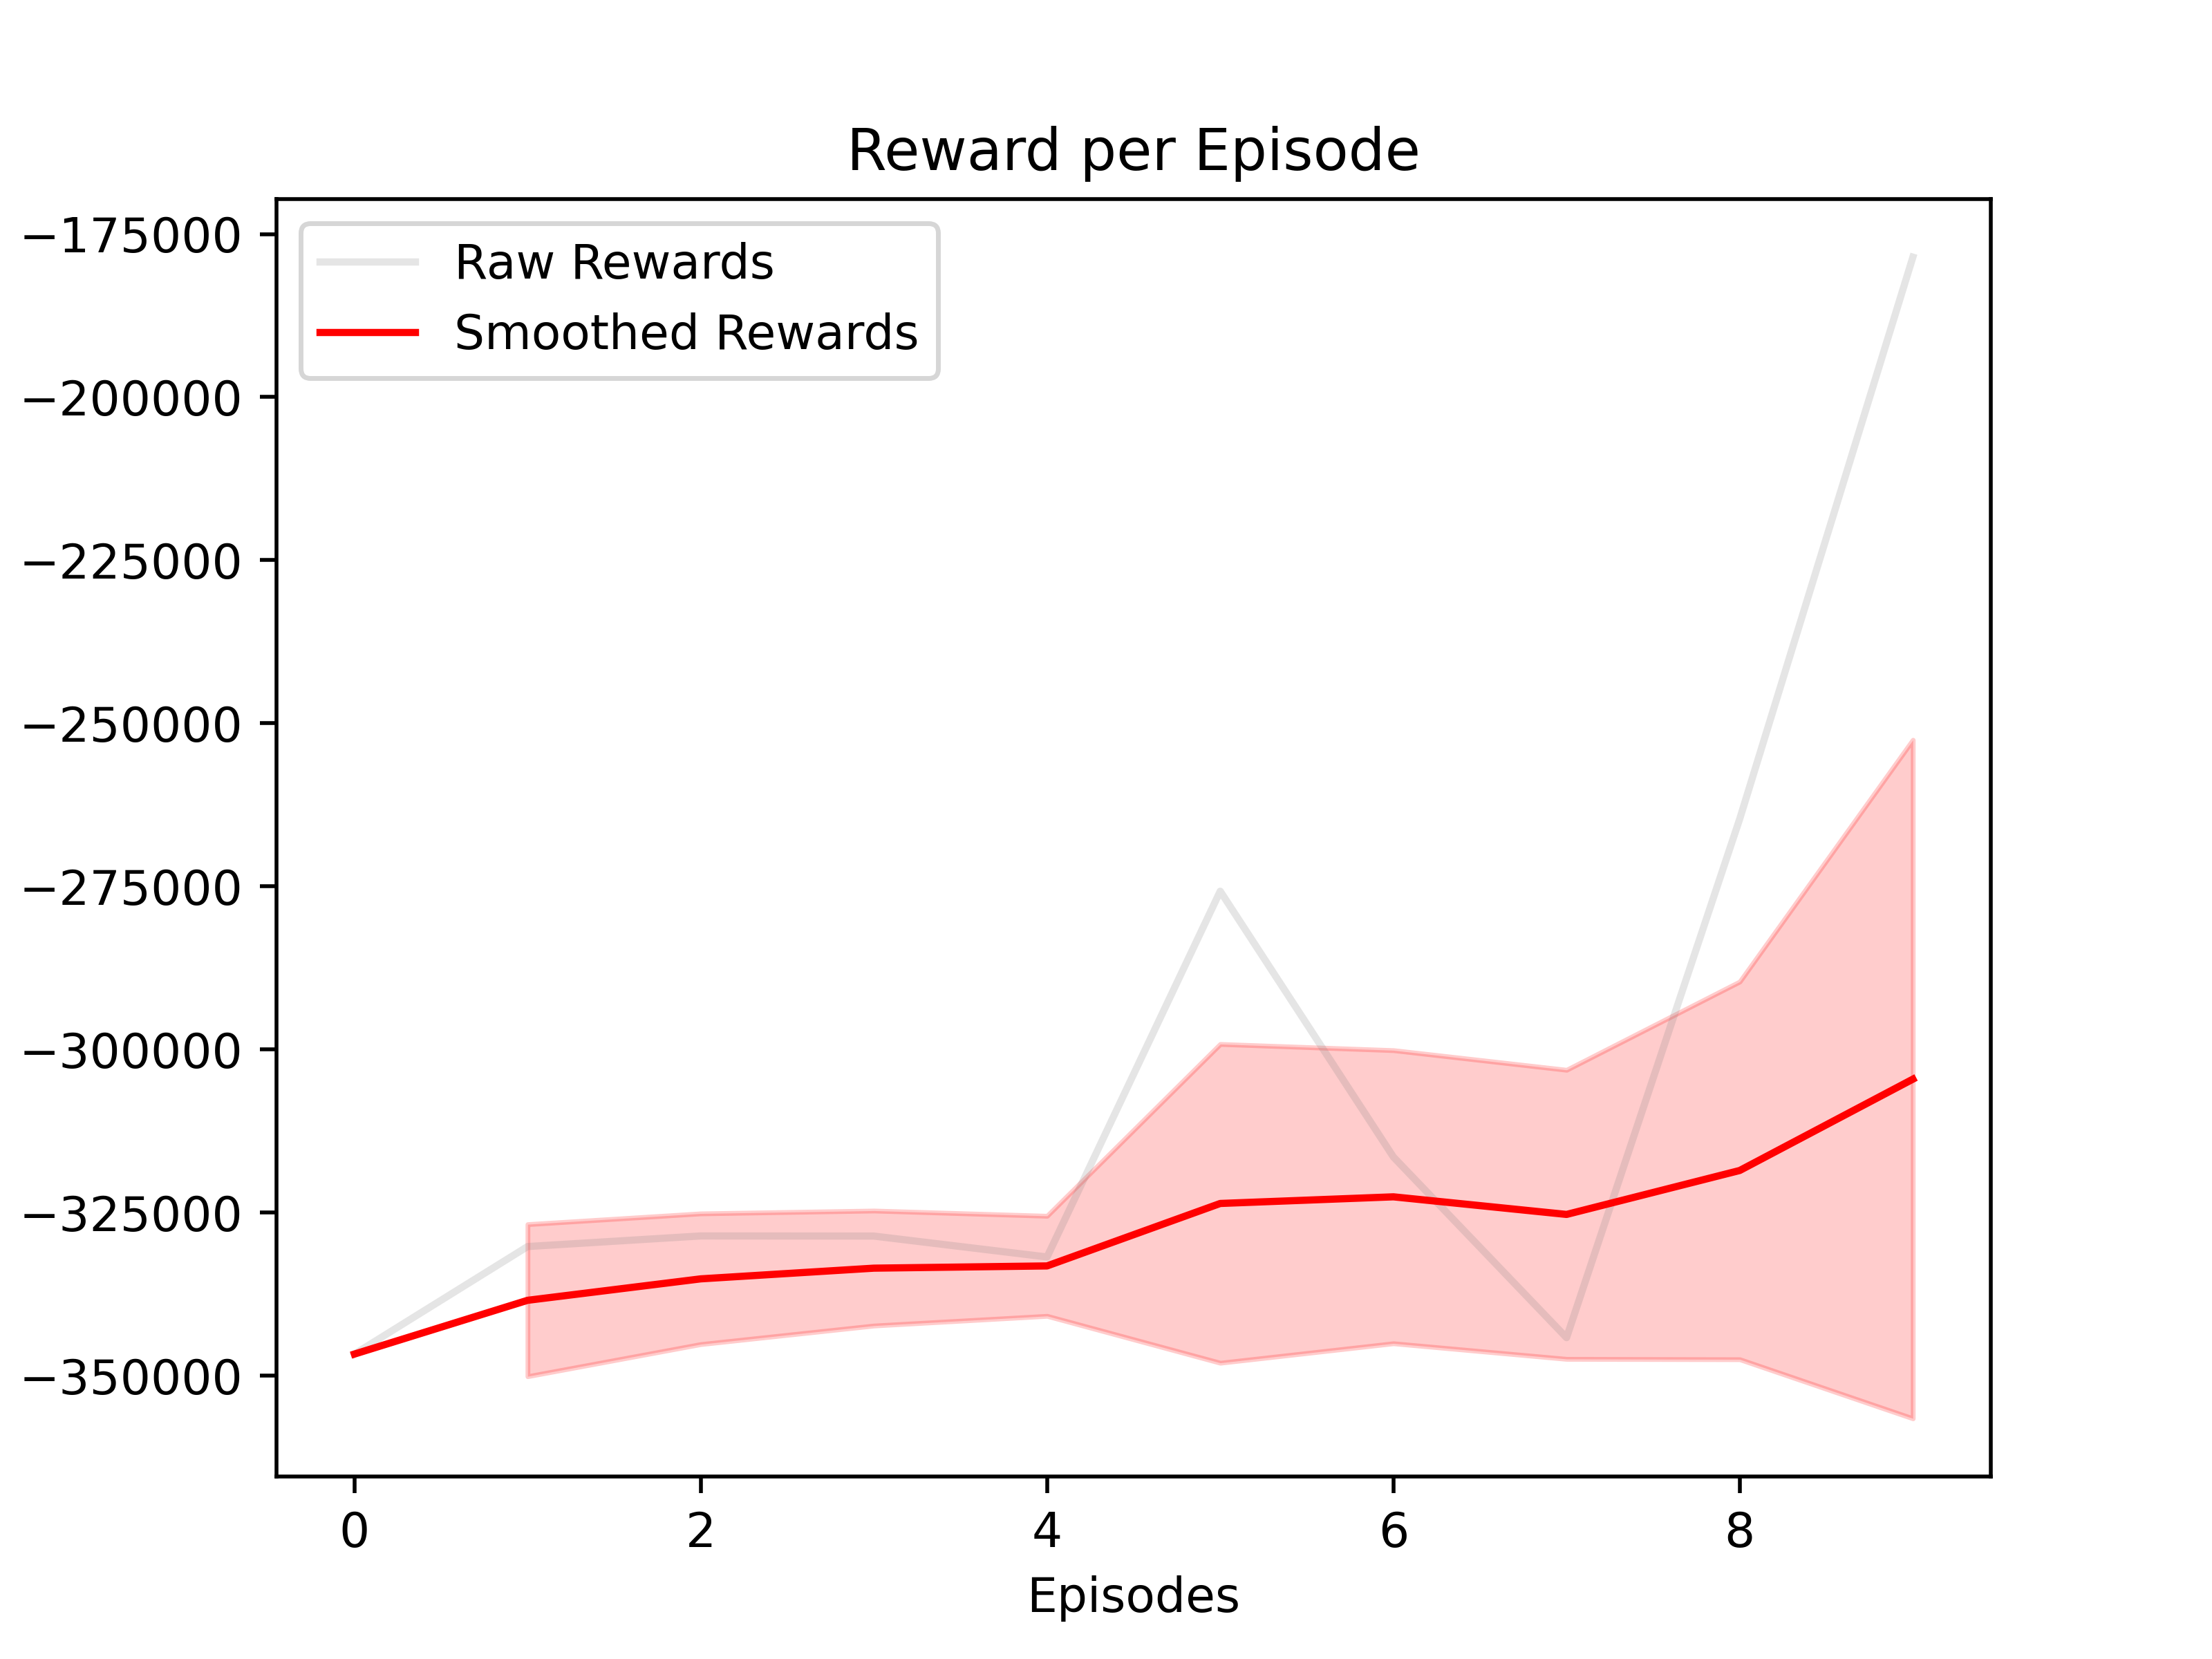 Reward per Episode
−175000
−200000
−225000
−250000
−275000
−300000
−325000
−350000
Raw Rewards
Smoothed Rewards
0 2 4 6 8
Episodes